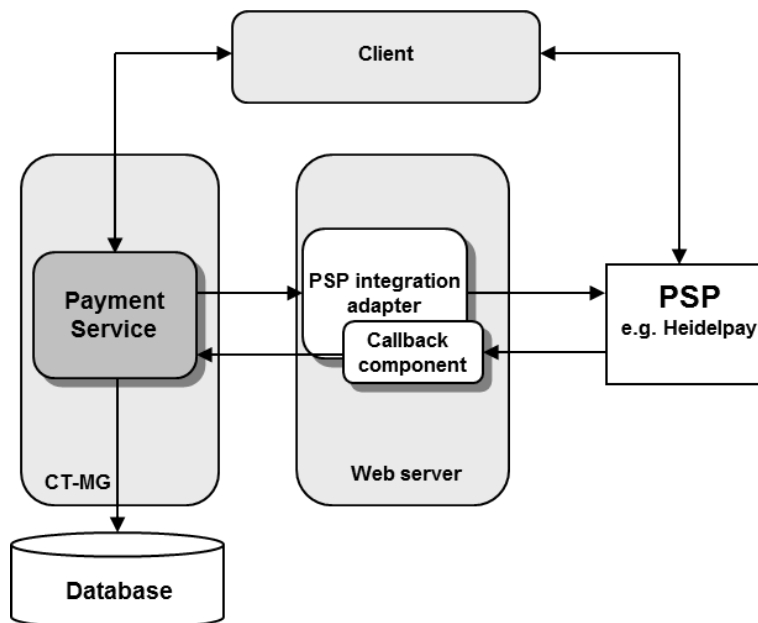 Client
Payment
Service
PSP integration
adapter
Callback
component
PSP
e.g. Heidelpay
CT-MG
Web server
Database